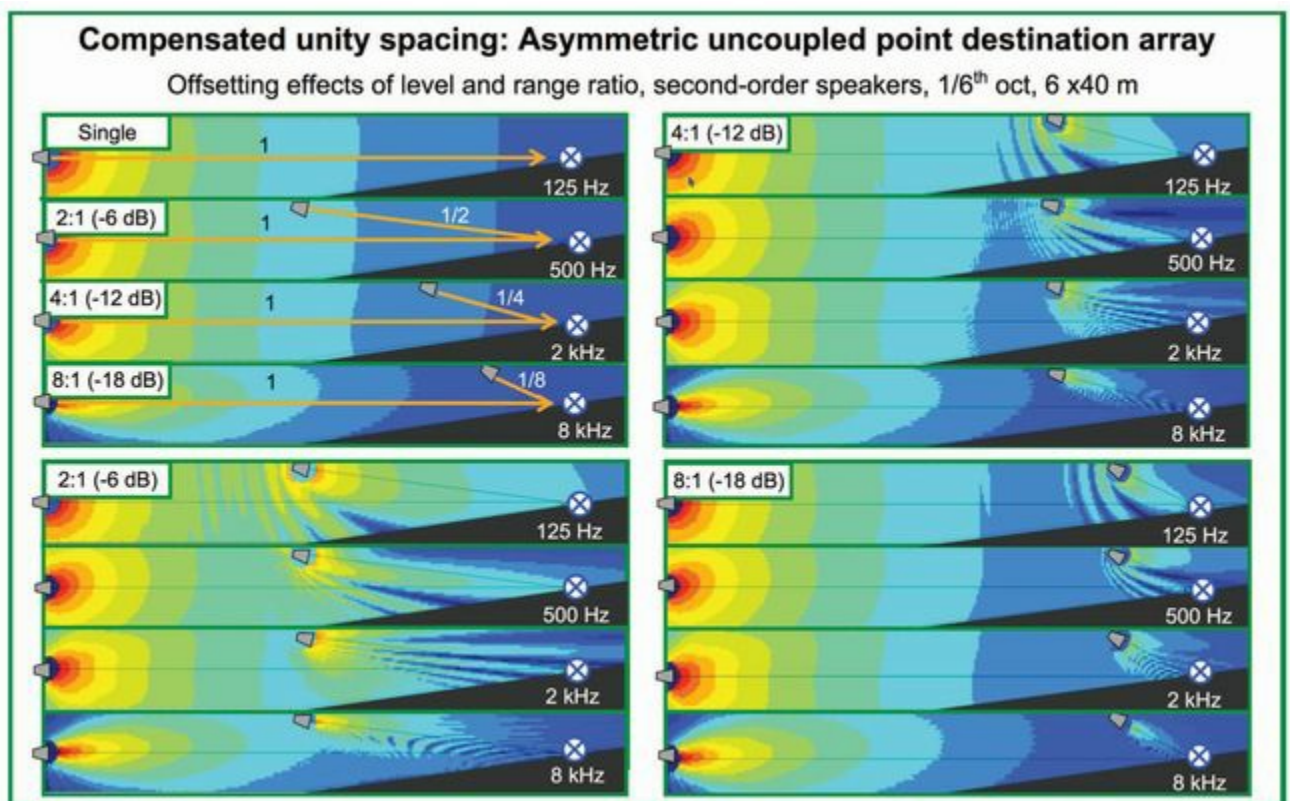 Compensated unity spacing: Asymmetric uncoupled point destination array
Offsetting effects of level and range ratio, second-order speakers, 1/6th oct, 6 x40 m
Single
1
125 Hz
2:1 (-6 dB)
1
1/2
500 Hz
4:1 (-12 dB)
1
1/4
2 kHz
8:1 (-18 dB)
1
1/8
8 kHz
4:1 (-12 dB)
125 Hz
500 Hz
2 kHz
8 kHz
2:1 (-6 dB)
125 Hz
500 Hz
2 kHz
8 kHz
8:1 (-18 dB)
125 Hz
500 Hz
2 kHz
8 kHz